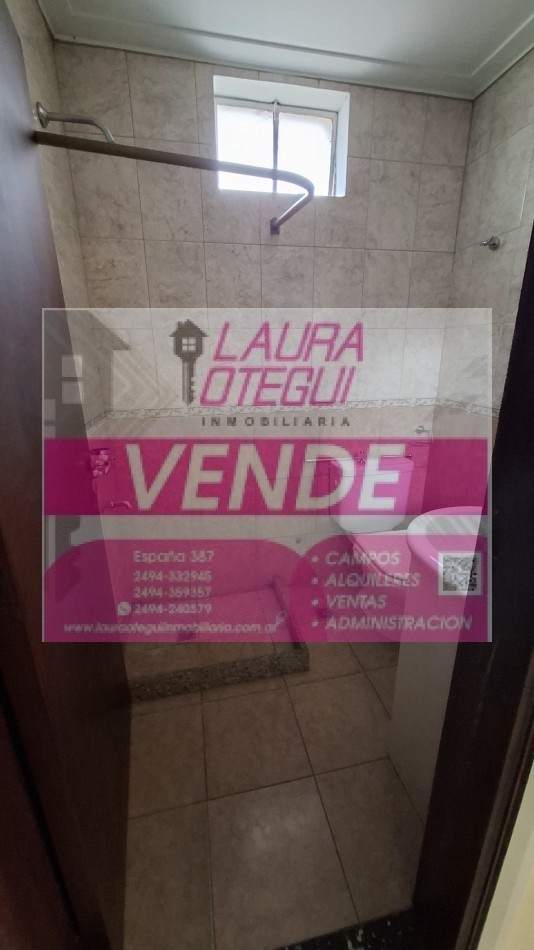 LAURA
OTEGUI
INMOBILIARIA
VENDE
España 387
2494-332945
2494-359357
2494-240579
www.lauraoteguiinmobiliaria.com.ar
• CAMPOS
• ALQUILERES
• VENTAS
• ADMINISTRACION